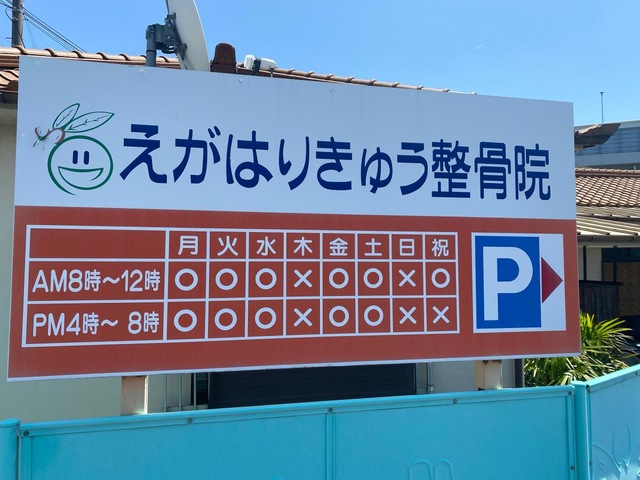 えがはりきゅう整骨院
月 火 水 木 金 土 日 祝
AM8時～12時 ○ ○ ○ × ○ ○ × ○
PM4時～ 8時 ○ ○ ○ × ○ ○ × ×
P